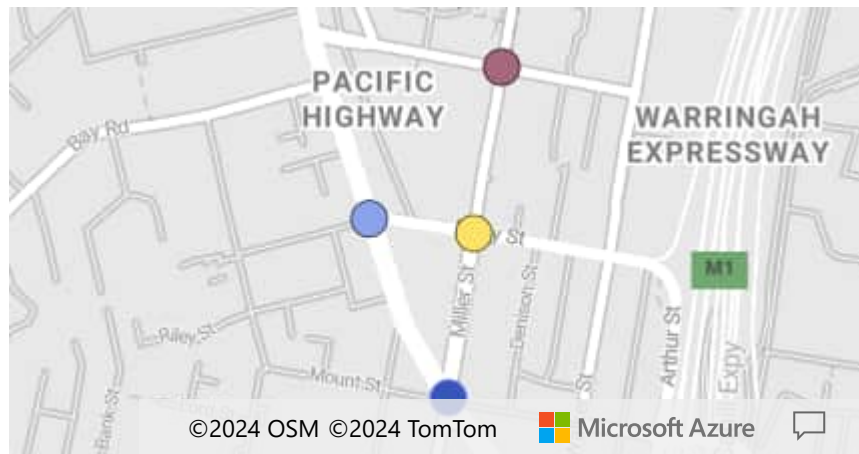 PACIFIC
HIGHWAY
WARRINGAH
EXPRESSWAY
Bay Rd
y St
M1
Miller St
Denison St
Riley St
Arthur St
Mount St
St
Expy
Bank St
©2024 OSM ©2024 TomTom
Microsoft Azure